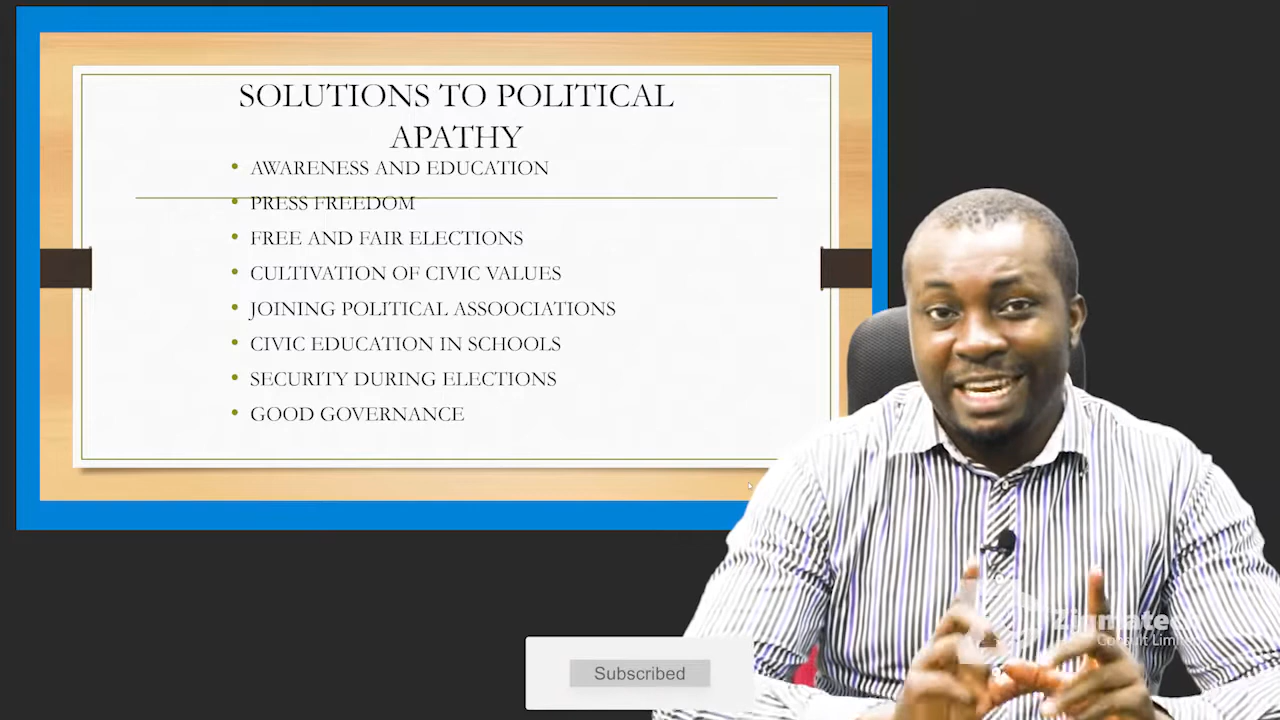 SOLUTIONS TO POLITICAL
APATHY
• AWARENESS AND EDUCATION
• PRESS FREEDOM
• FREE AND FAIR ELECTIONS
• CULTIVATION OF CIVIC VALUES
• JOINING POLITICAL ASSOOCIATIONS
• CIVIC EDUCATION IN SCHOOLS
• SECURITY DURING ELECTIONS
• GOOD GOVERNANCE
Subscribed
Consult